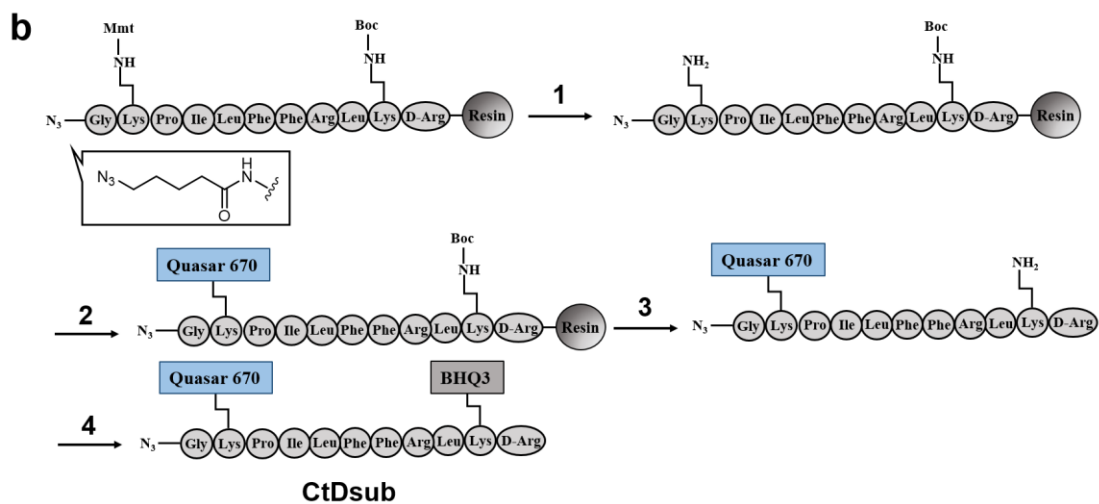 b
Mmt
NH
Boc
NH
N3 Gly Lys Pro Ile Leu Phe Phe Arg Leu Lys D-Arg Resin
1
NH2
Boc
NH
N3 Gly Lys Pro Ile Leu Phe Phe Arg Leu Lys D-Arg Resin
N3
H
N
O
2
Quasar 670
Boc
NH
N3 Gly Lys Pro Ile Leu Phe Phe Arg Leu Lys D-Arg Resin
3
Quasar 670
NH2
N3 Gly Lys Pro Ile Leu Phe Phe Arg Leu Lys D-Arg
4
Quasar 670
BHQ3
N3 Gly Lys Pro Ile Leu Phe Phe Arg Leu Lys D-Arg
CtDsub